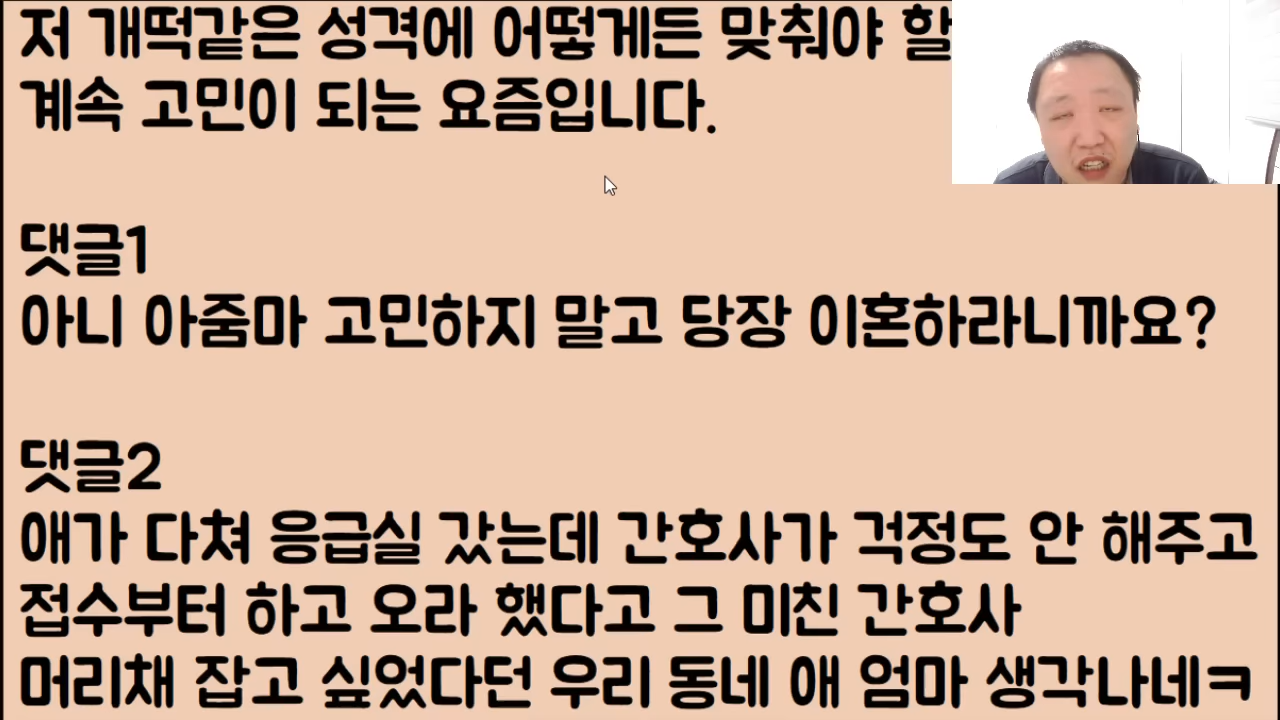 저 개떡같은 성격에 어떻게든 맞춰야 할
계속 고민이 되는 요즘입니다.
댓글1
아니 아줌마 고민하지 말고 당장 이혼하라니까요?
댓글2
애가 다쳐 응급실 갔는데 간호사가 걱정도 안 해주고
접수부터 하고 오라 했다고 그 미친 간호사
머리채 잡고 싶었다던 우리 동네 애 엄마 생각나네ㅋ